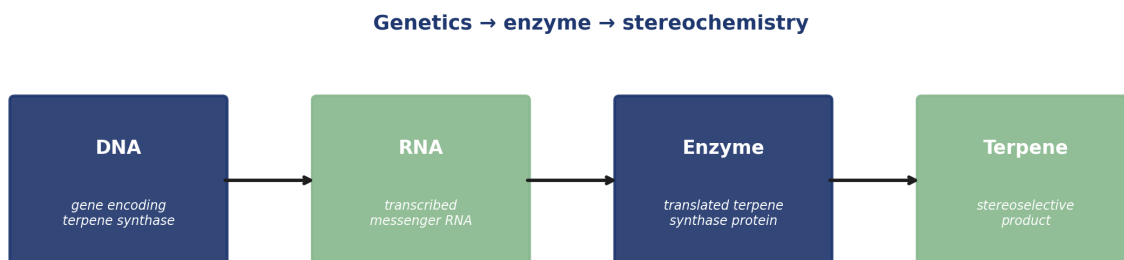 Genetics → enzyme → stereochemistry
DNA
gene encoding
terpene synthase
RNA
transcribed
messenger RNA
Enzyme
translated terpene
synthase protein
Terpene
stereoselective
product